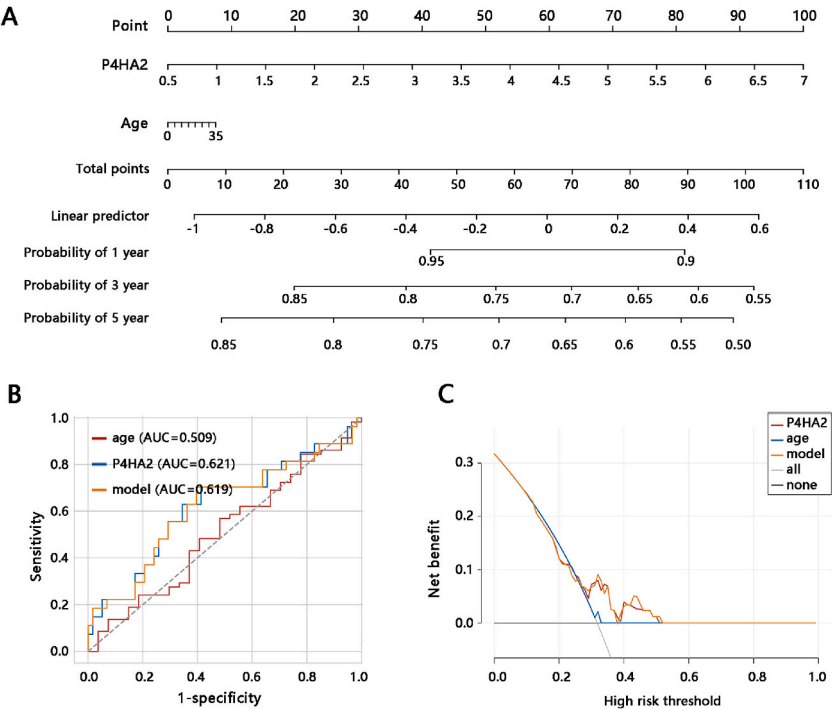 A
Point 0 10 20 30 40 50 60 70 80 90 100
P4HA2
0.5 1 1.5 2 2.5 3 3.5 4 4.5 5 5.5 6 6.5 7
Age
0 35
Total points
0 10 20 30 40 50 60 70 80 90 100 110
Linear predictor
-1 -0.8 -0.6 -0.4 -0.2 0 0.2 0.4 0.6
Probability of 1 year
0.95 0.9
Probability of 3 year
0.85 0.8 0.75 0.7 0.65 0.6 0.55
Probability of 5 year
0.85 0.8 0.75 0.7 0.65 0.6 0.55 0.50
B
1.0
0.8
0.6
0.4
0.2
0.0
Sensitivity
age (AUC=0.509)
P4HA2 (AUC=0.621)
model (AUC=0.619)
0.0 0.2 0.4 0.6 0.8 1.0
1-specificity
C
P4HA2
age
model
all
none
0.3
0.2
0.1
0.0
Net benefit
0.0 0.2 0.4 0.6 0.8 1.0
High risk threshold